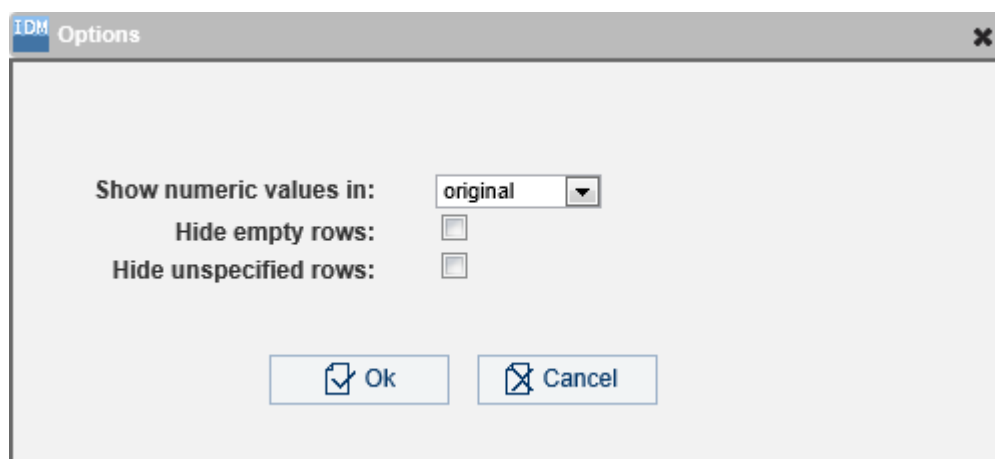 IDM Options
Show numeric values in: original
Hide empty rows:
Hide unspecified rows:
Ok Cancel